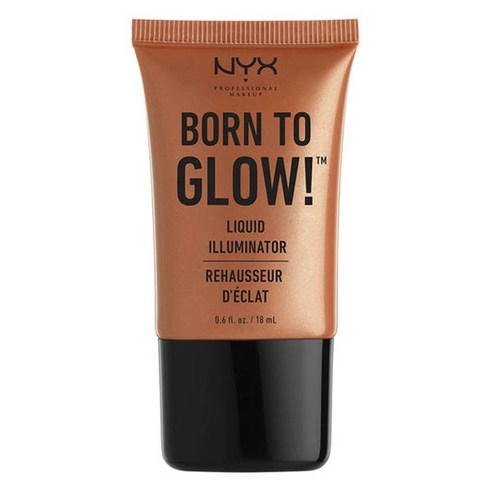 NYX
PROFESSIONAL
MAKEUP
BORN TO
GLOW!™
LIQUID
ILLUMINATOR
REHAUSSEUR
D'ÉCLAT
0.6 fl. oz. / 18 mL